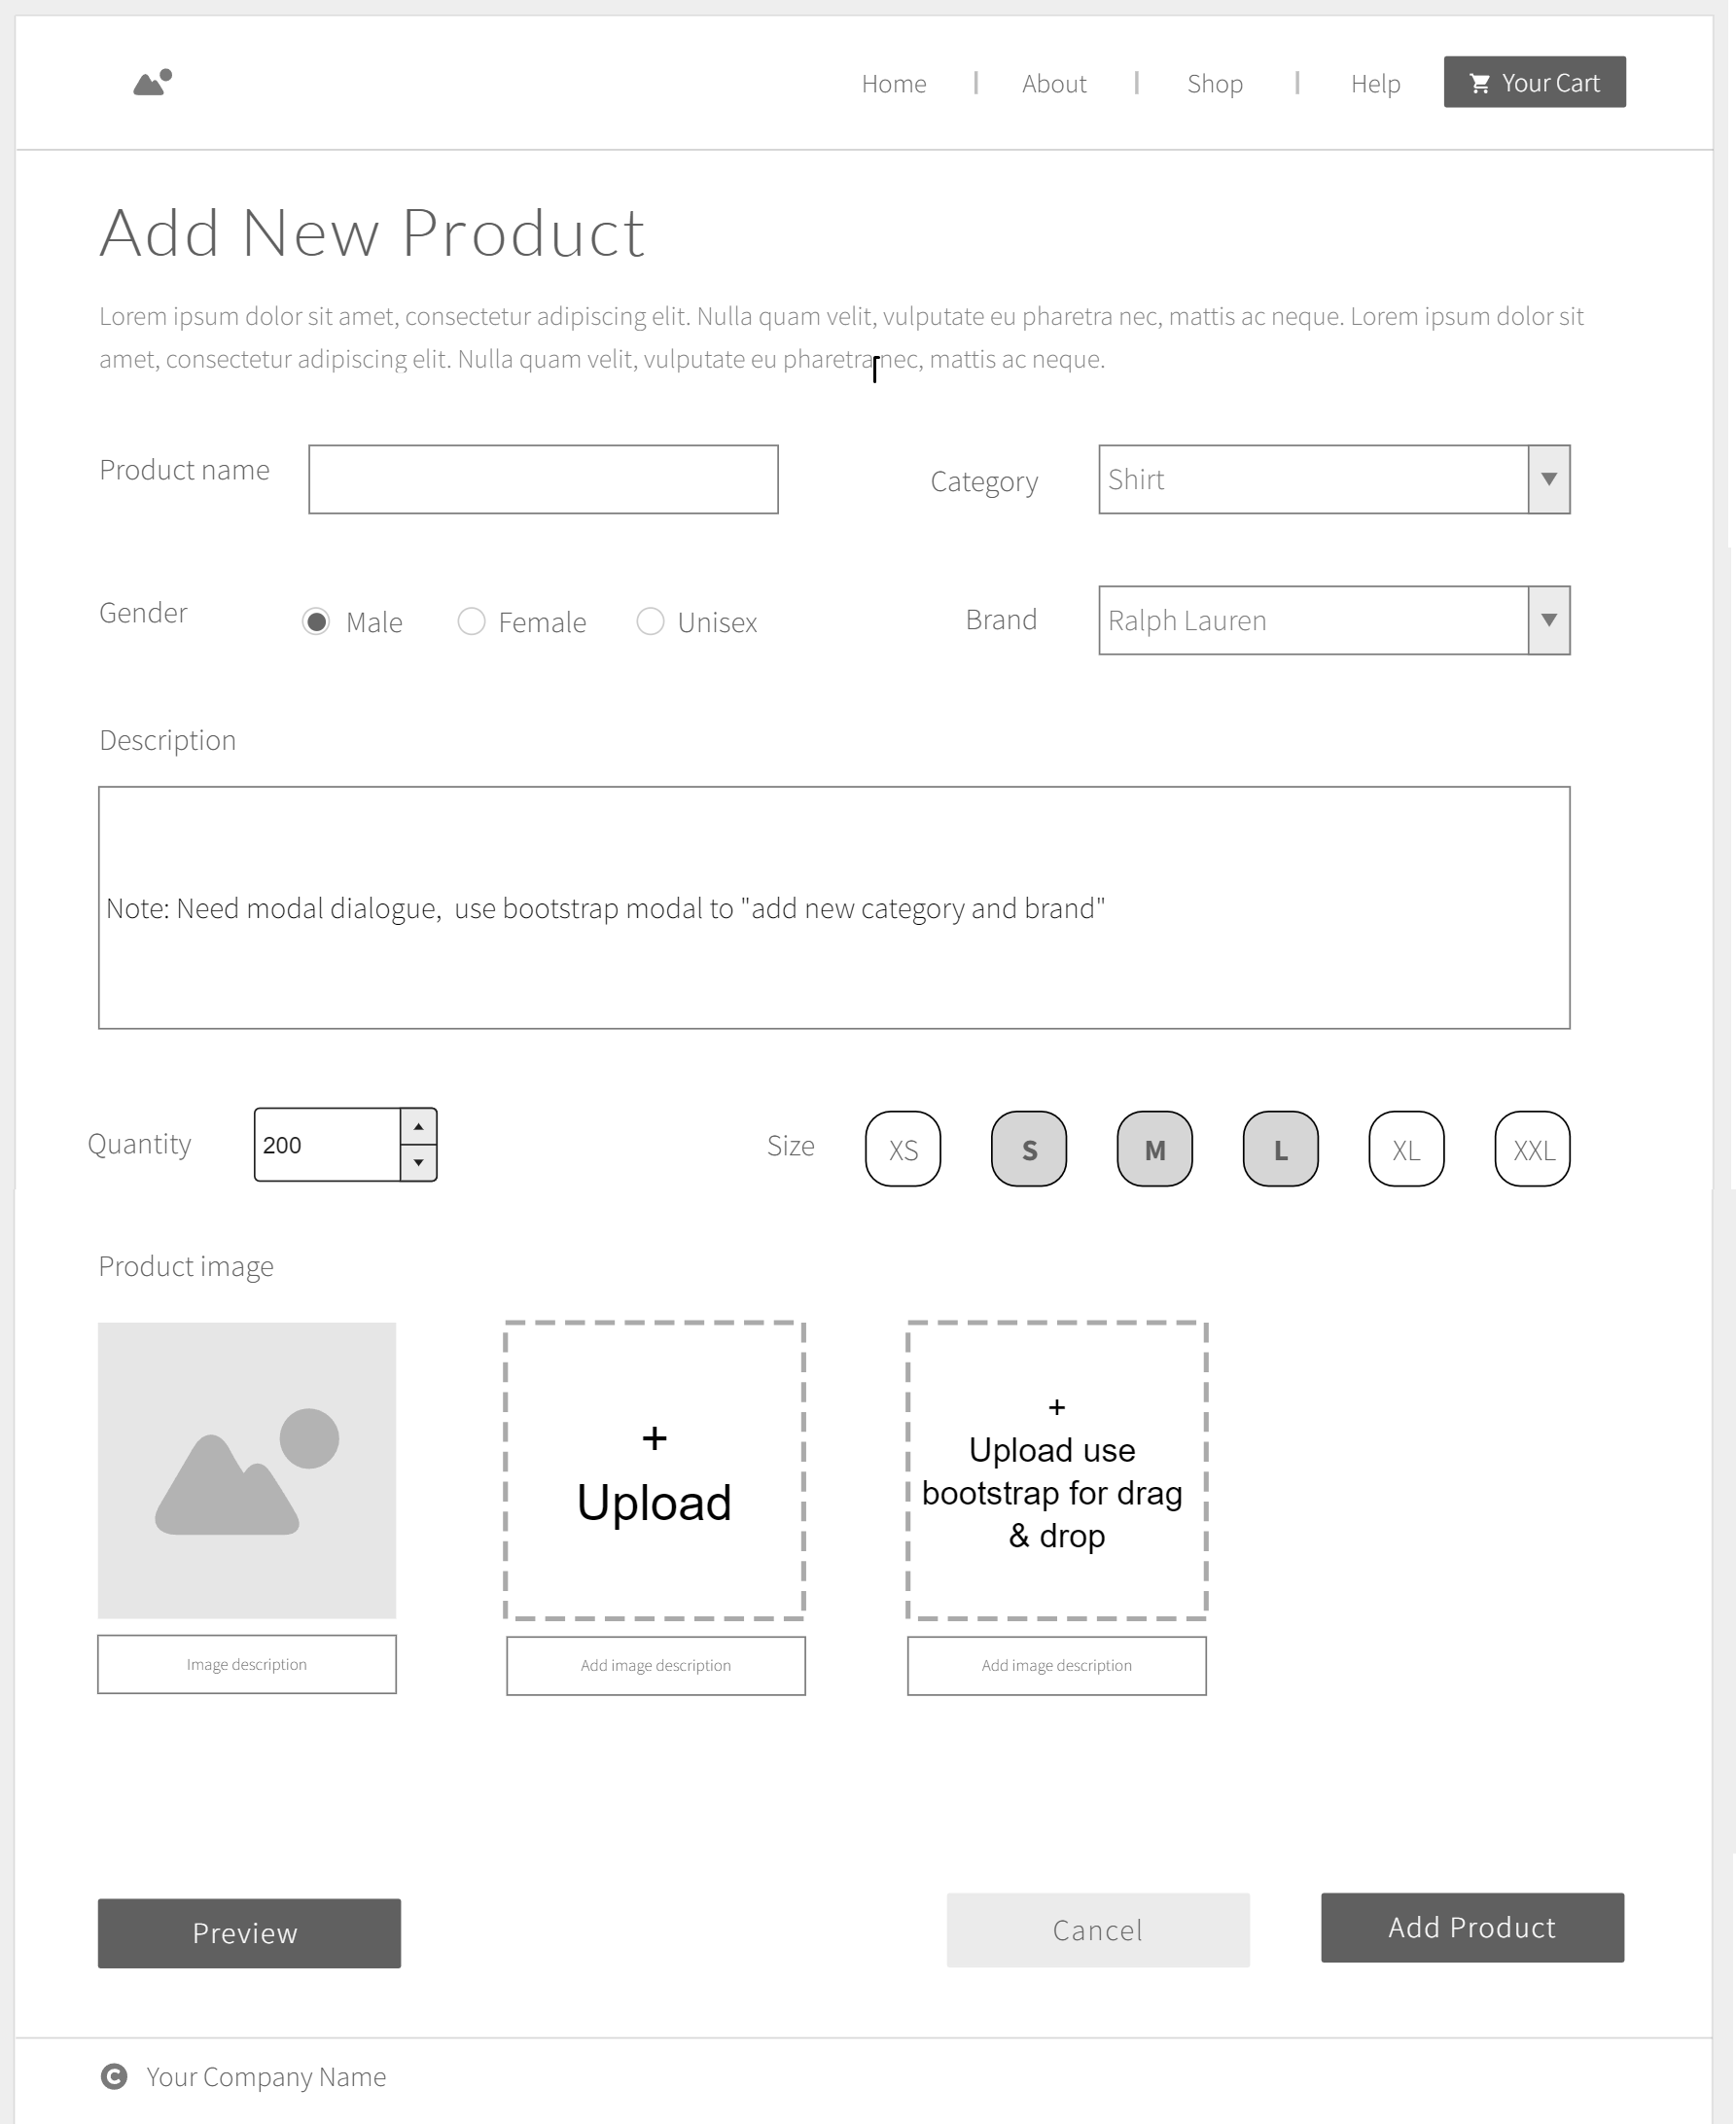 Home | About | Shop | Help Your Cart
Add New Product
Lorem ipsum dolor sit amet, consectetur adipiscing elit. Nulla quam velit, vulputate eu pharetra nec, mattis ac neque. Lorem ipsum dolor sit
amet, consectetur adipiscing elit. Nulla quam velit, vulputate eu pharetra nec, mattis ac neque.
Product name
Category Shirt
Gender Male Female Unisex
Brand Ralph Lauren
Description
Note: Need modal dialogue,  use bootstrap modal to "add new category and brand"
Quantity 200
Size XS S M L XL XXL
Product image
+
Upload
+
Upload use
bootstrap for drag
& drop
Image description
Add image description
Add image description
Preview
Cancel
Add Product
© Your Company Name